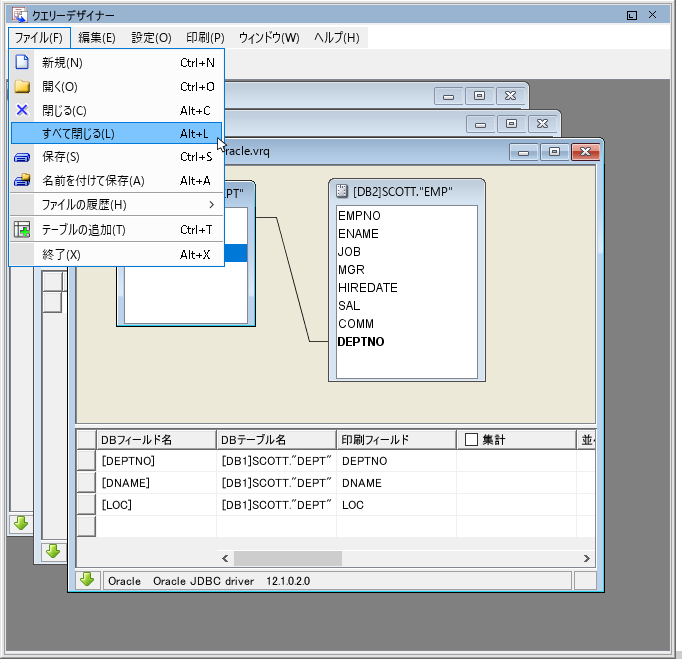 クエリーデザイナー
ファイル(F) 編集(E) 設定(O) 印刷(P) ウィンドウ(W) ヘルプ(H)
新規(N) Ctrl+N
開く(O) Ctrl+O
閉じる(C) Alt+C
すべて閉じる(L) Alt+L
保存(S) Ctrl+S
名前を付けて保存(A) Alt+A
ファイルの履歴(H)
テーブルの追加(T) Ctrl+T
終了(X) Alt+X
racle.vrq
PT"
[DB2]SCOTT."EMP"
EMPNO
ENAME
JOB
MGR
HIREDATE
SAL
COMM
DEPTNO
DBフィールド名 DBテーブル名 印刷フィールド 集計 並
[DEPTNO] [DB1]SCOTT."DEPT" DEPTNO
[DNAME] [DB1]SCOTT."DEPT" DNAME
[LOC] [DB1]SCOTT."DEPT" LOC
Oracle Oracle JDBC driver 12.1.0.2.0